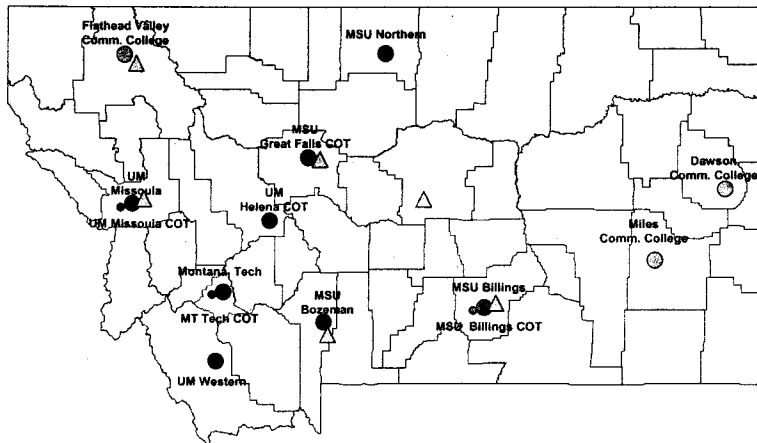 Flathead Valley
Comm. College
MSU Northern
MSU
Great Falls COT
Dawson
Comm. College
UM
Missoula
UM Missoula COT
UM
Helena COT
Miles
Comm. College
Montana Tech
MT Tech COT
MSU
Bozeman
MSU Billings
MSU Billings COT
UM Western